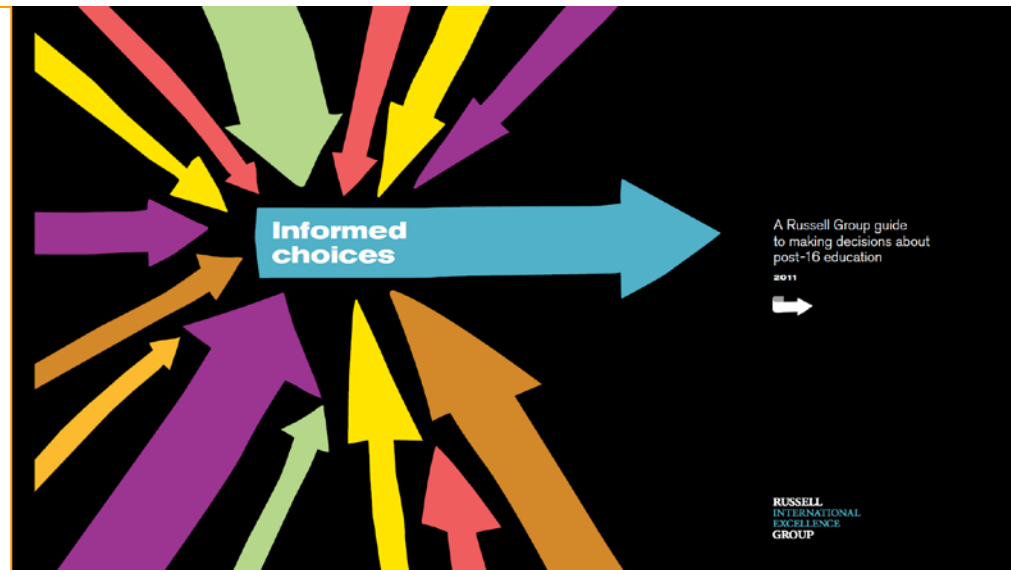 Informed
choices
A Russell Group guide
to making decisions about
post-16 education
2011
RUSSELL
INTERNATIONAL
EXCELLENCE
GROUP